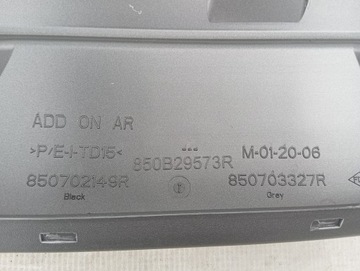 ADD ON AR
>P/E-I-TD15< 850B29573R M-01-20-06
850702149R 850703327R
Black Grey